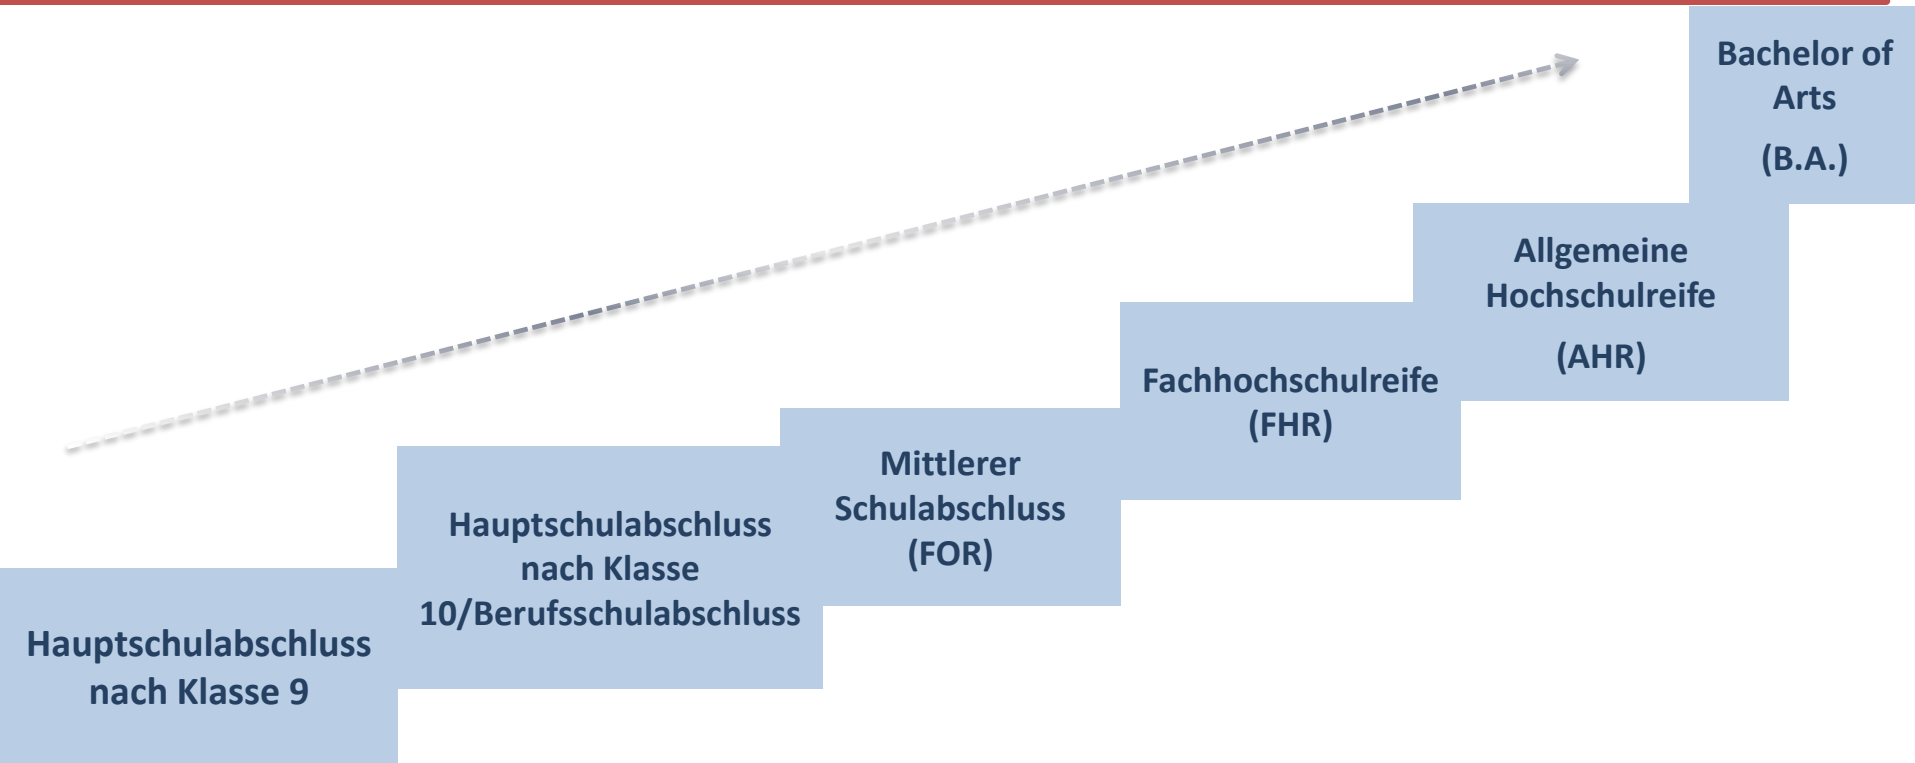 Bachelor of
Arts
(B.A.)
Allgemeine
Hochschulreife
(AHR)
Fachhochschulreife
(FHR)
Mittlerer
Schulabschluss
(FOR)
Hauptschulabschluss
nach Klasse
10/Berufsschulabschluss
Hauptschulabschluss
nach Klasse 9